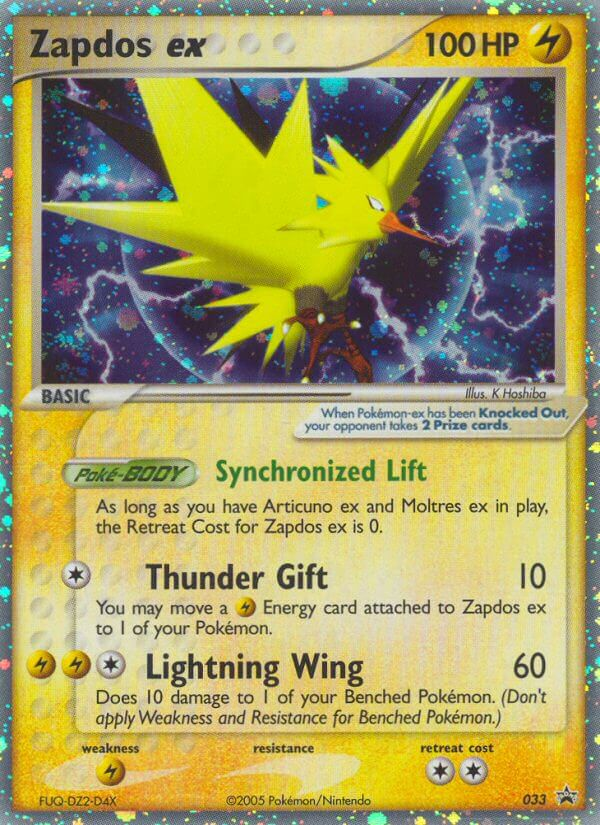 Zapdos ex 100 HP
BASIC
Illus. K Hoshiba
When Pokémon-ex has been Knocked Out,
your opponent takes 2 Prize cards.
Poké-BODY Synchronized Lift
As long as you have Articuno ex and Moltres ex in play,
the Retreat Cost for Zapdos ex is 0.
Thunder Gift 10
You may move a Energy card attached to Zapdos ex
to 1 of your Pokémon.
Lightning Wing 60
Does 10 damage to 1 of your Benched Pokémon. (Don't
apply Weakness and Resistance for Benched Pokémon.)
weakness resistance retreat cost
FUQ-DZ2-D4X ©2005 Pokémon/Nintendo 033